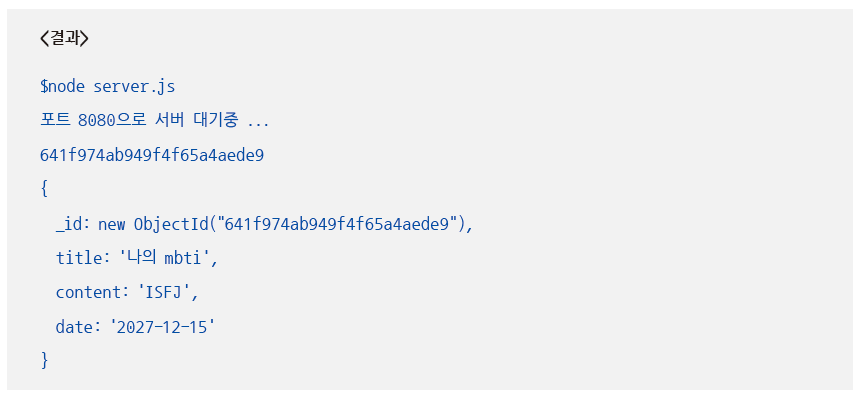 <결과>
$node server.js
포트 8080으로 서버 대기중 ...
641f974ab949f4f65a4aede9
{
  _id: new ObjectId("641f974ab949f4f65a4aede9"),
  title: '나의 mbti',
  content: 'ISFJ',
  date: '2027-12-15'
}